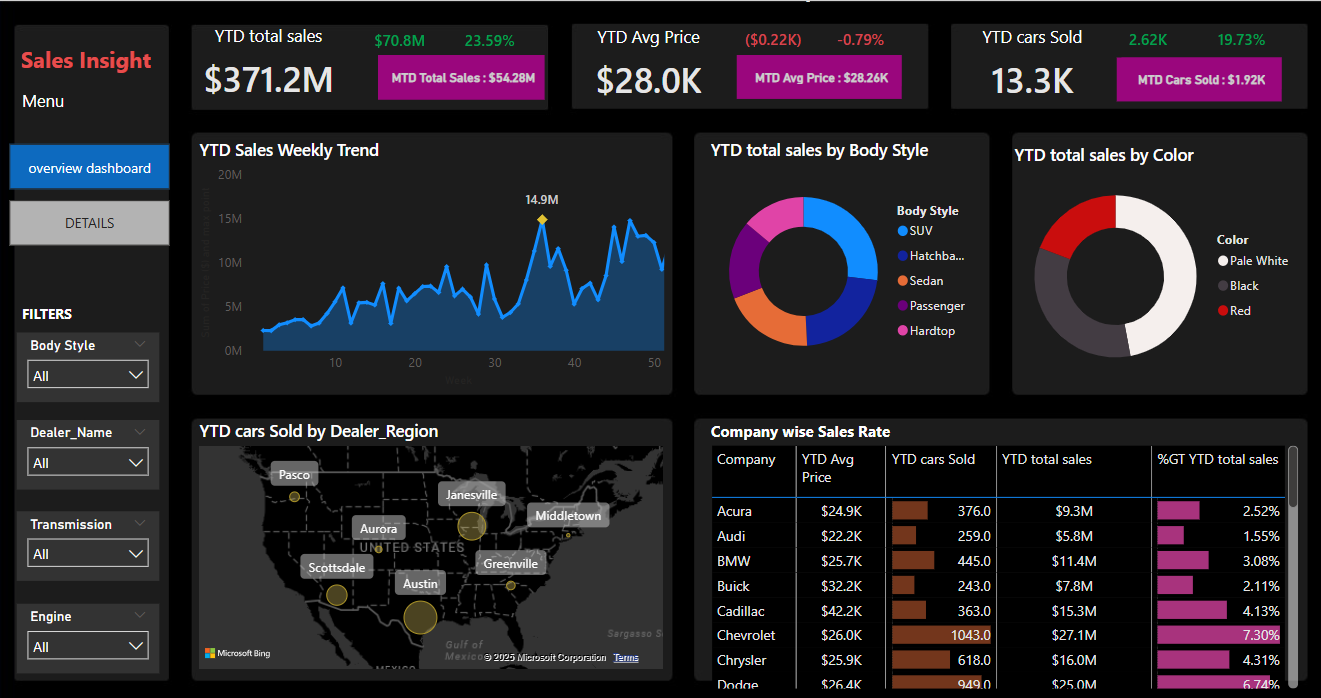 Sales Insight
Menu
overview dashboard
DETAILS
FILTERS
Body Style
All
Dealer_Name
All
Transmission
All
Engine
All
YTD total sales
$70.8M 23.59%
$371.2M
MTD Total Sales : $54.28M
YTD Avg Price
($0.22K) -0.79%
$28.0K
MTD Avg Price : $28.26K
YTD cars Sold
2.62K 19.73%
13.3K
MTD Cars Sold : $1.92K
YTD Sales Weekly Trend
20M
15M
10M
5M
0M
14.9M
10 20 30 40 50
Week
YTD total sales by Body Style
Body Style
SUV
Hatchba...
Sedan
Passenger
Hardtop
YTD total sales by Color
Color
Pale White
Black
Red
YTD cars Sold by Dealer_Region
Pasco
Janesville
Middletown
Aurora
UNITED STATES
Scottsdale
Greenville
Austin
Gulf of
Mexico
Sargasso S
MEXICO
Microsoft Bing
© 2025 Microsoft Corporation Terms
Company wise Sales Rate
Company YTD Avg Price YTD cars Sold YTD total sales %GT YTD total sales
Acura $24.9K 376.0 $9.3M 2.52%
Audi $22.2K 259.0 $5.8M 1.55%
BMW $25.7K 445.0 $11.4M 3.08%
Buick $32.2K 243.0 $7.8M 2.11%
Cadillac $42.2K 363.0 $15.3M 4.13%
Chevrolet $26.0K 1043.0 $27.1M 7.30%
Chrysler $25.9K 618.0 $16.0M 4.31%
Dodge $26.4K 949.0 $25.0M 6.74%